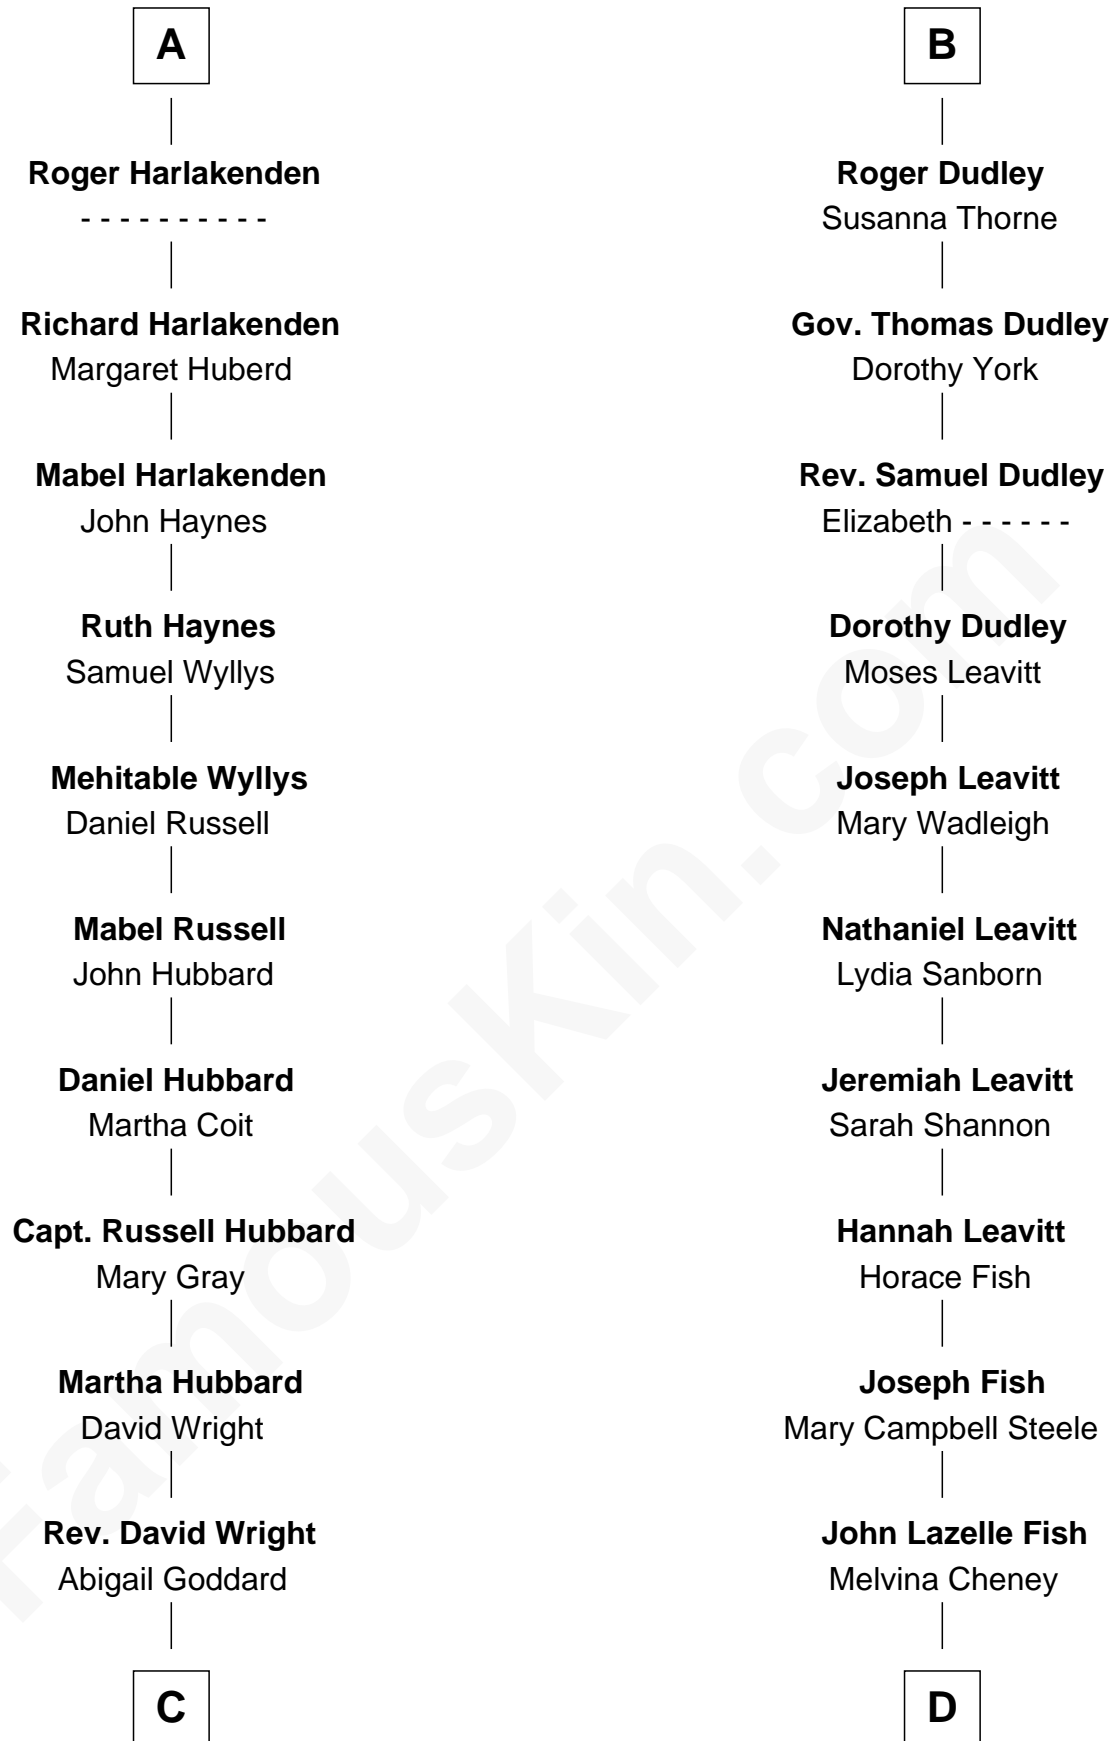 A
Roger Harlakenden
- - - - - - - - - -
Richard Harlakenden
Margaret Huberd
Mabel Harlakenden
John Haynes
Ruth Haynes
Samuel Wyllys
Mehitable Wyllys
Daniel Russell
Mabel Russell
John Hubbard
Daniel Hubbard
Martha Coit
Capt. Russell Hubbard
Mary Gray
Martha Hubbard
David Wright
Rev. David Wright
Abigail Goddard
C
B
Roger Dudley
Susanna Thorne
Gov. Thomas Dudley
Dorothy York
Rev. Samuel Dudley
Elizabeth - - - - - -
Dorothy Dudley
Moses Leavitt
Joseph Leavitt
Mary Wadleigh
Nathaniel Leavitt
Lydia Sanborn
Jeremiah Leavitt
Sarah Shannon
Hannah Leavitt
Horace Fish
Joseph Fish
Mary Campbell Steele
John Lazelle Fish
Melvina Cheney
D
FamousKin.com